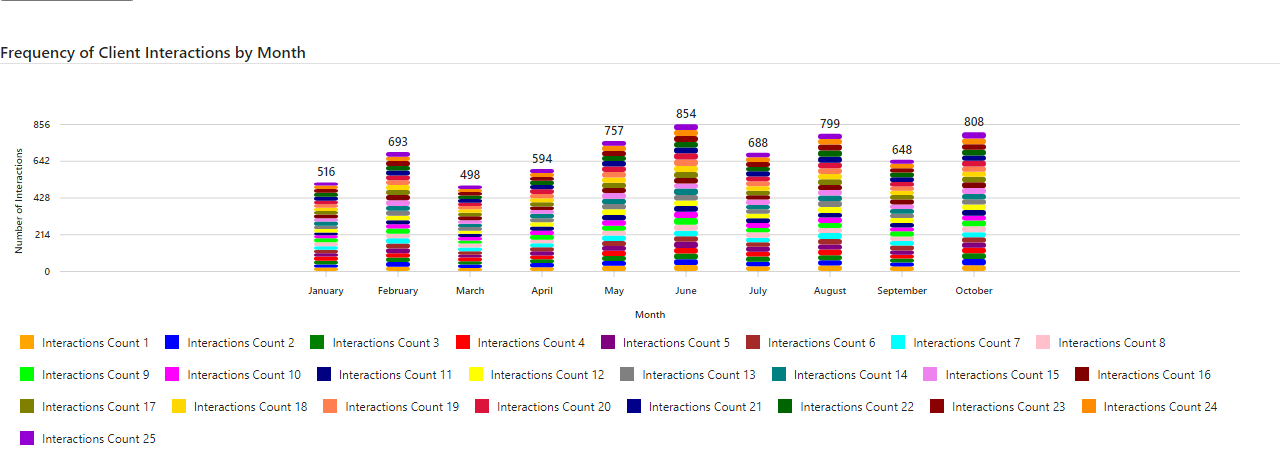 Frequency of Client Interactions by Month
Number of Interactions
856
642
428
214
0
516
693
498
594
757
854
688
799
648
808
January February March April May June July August September October
Month
Interactions Count 1 Interactions Count 2 Interactions Count 3 Interactions Count 4 Interactions Count 5 Interactions Count 6 Interactions Count 7 Interactions Count 8
Interactions Count 9 Interactions Count 10 Interactions Count 11 Interactions Count 12 Interactions Count 13 Interactions Count 14 Interactions Count 15 Interactions Count 16
Interactions Count 17 Interactions Count 18 Interactions Count 19 Interactions Count 20 Interactions Count 21 Interactions Count 22 Interactions Count 23 Interactions Count 24
Interactions Count 25